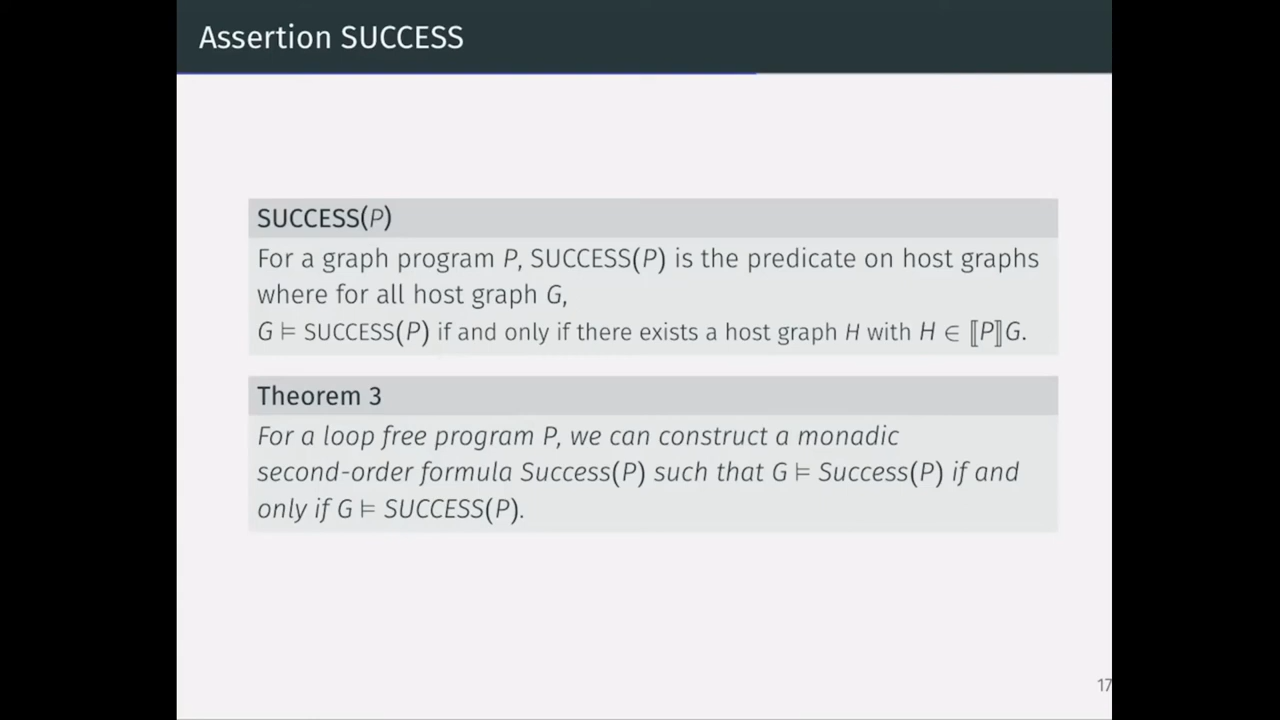 Assertion SUCCESS
SUCCESS(P)
For a graph program P, SUCCESS(P) is the predicate on host graphs
where for all host graph G,
G ⊨ SUCCESS(P) if and only if there exists a host graph H with H ∈ ⟦P⟧G.
Theorem 3
For a loop free program P, we can construct a monadic
second-order formula Success(P) such that G ⊨ Success(P) if and
only if G ⊨ SUCCESS(P).
17